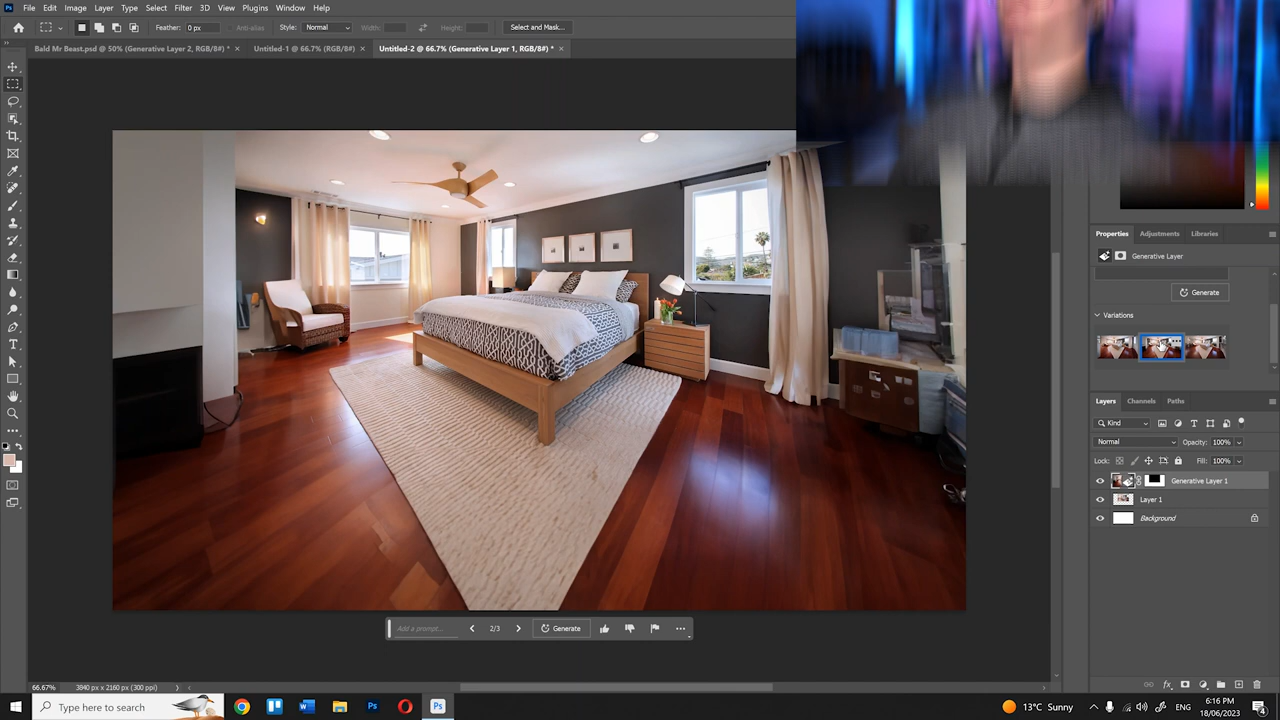 File Edit Image Layer Type Select Filter 3D View Plugins Window Help
Feather: 0 px Anti-alias Style: Normal Width: Height: Select and Mask...
Bald Mr Beast.psd @ 50% (Generative Layer 2, RGB/8#) * × Untitled-1 @ 66.7% (RGB/8#) × Untitled-2 @ 66.7% (Generative Layer 1, RGB/8#) * ×
Properties Adjustments Libraries
Generative Layer
Generate
Variations
Layers Channels Paths
Kind
Normal Opacity: 100%
Lock: Fill: 100%
Generative Layer 1
Layer 1
Background
Add a prompt... 2/3 Generate
66.67% 3840 px x 2160 px (300 ppi)
Type here to search
13°C Sunny
ENG
6:16 PM
18/06/2023